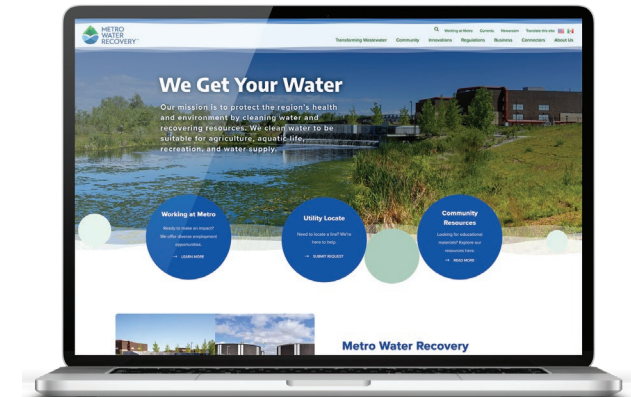 METRO
WATER
RECOVERY™
Working at Metro Careers Newsroom Translate this site
Transforming Wastewater Community Innovations Regulations Business Connectors About Us
We Get Your Water
Our mission is to protect the region's health
and environment by cleaning water and
recovering resources. We clean water to be
suitable for agriculture, aquatic life,
recreation, and water supply.
Working at Metro
Ready to make an impact?
We offer diverse employment
opportunities.
→ LEARN MORE
Utility Locate
Need to locate a line? We're
here to help.
→ SUBMIT REQUEST
Community
Resources
Looking for educational
materials? Explore our
resources here.
→ READ MORE
Metro Water Recovery